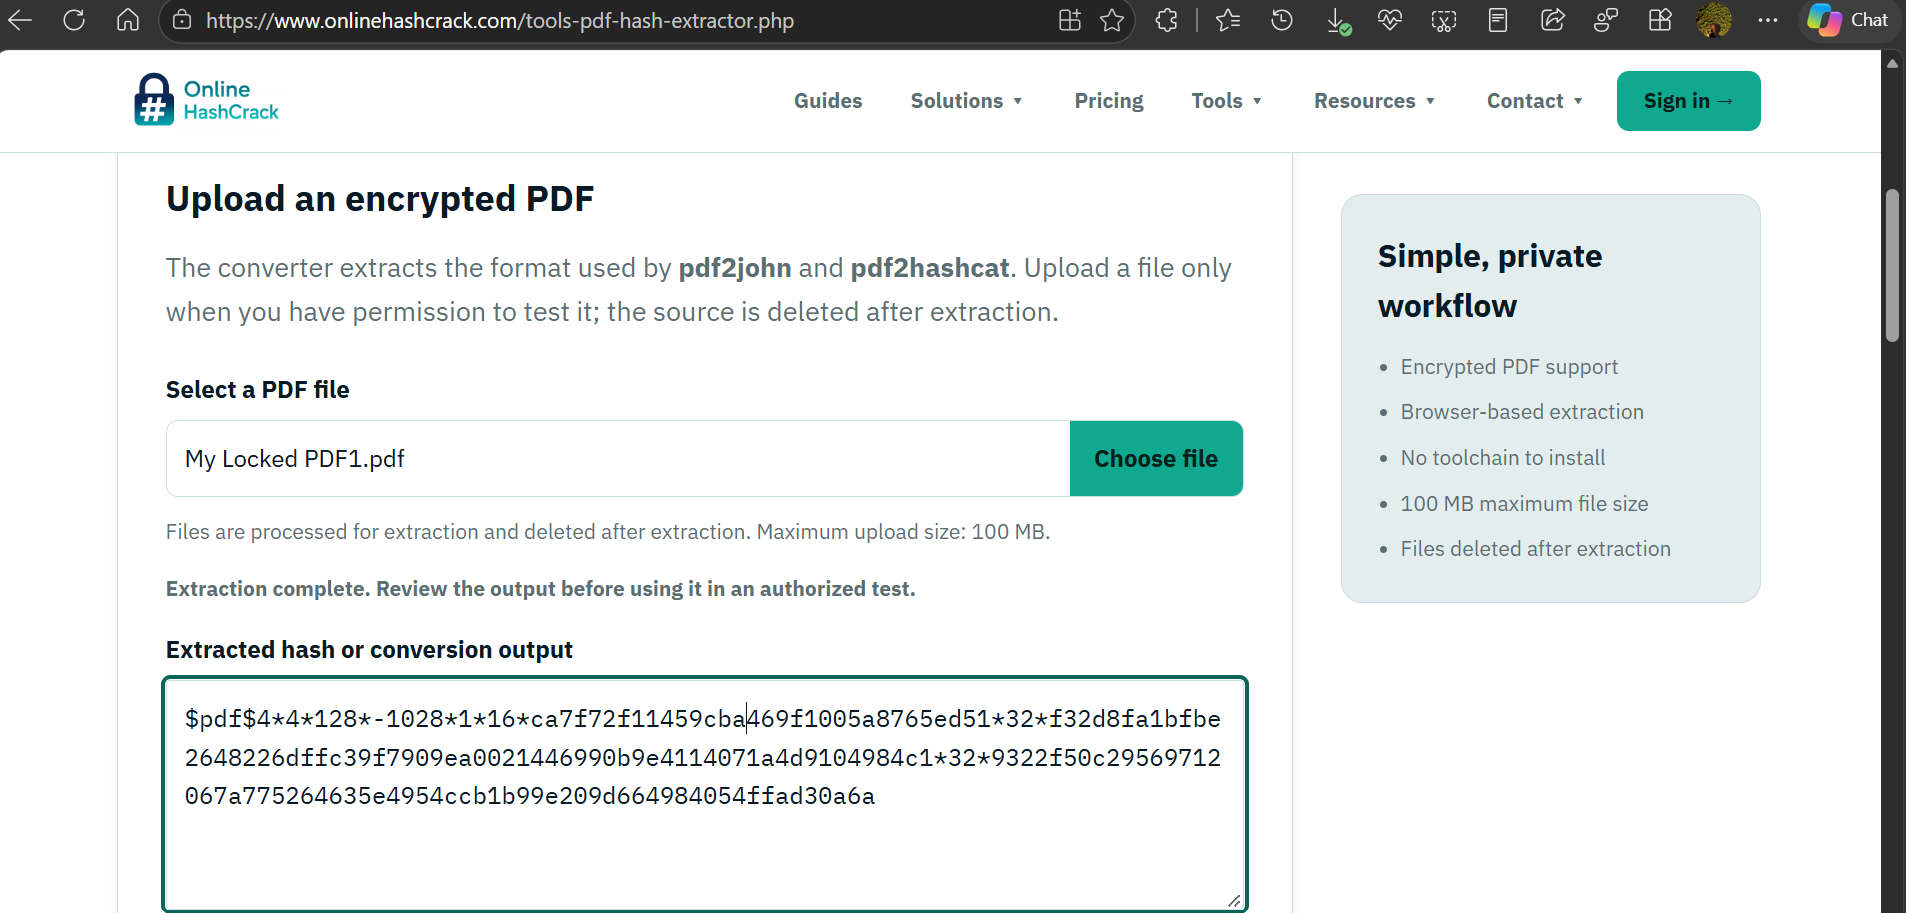 https://www.onlinehashcrack.com/tools-pdf-hash-extractor.php
Chat
Online
HashCrack
#
Guides
Solutions
Pricing
Tools
Resources
Contact
Sign in →
Upload an encrypted PDF
The converter extracts the format used by pdf2john and pdf2hashcat. Upload a file only
when you have permission to test it; the source is deleted after extraction.
Select a PDF file
My Locked PDF1.pdf
Choose file
Files are processed for extraction and deleted after extraction. Maximum upload size: 100 MB.
Extraction complete. Review the output before using it in an authorized test.
Extracted hash or conversion output
$pdf$4*4*128*-1028*1*16*ca7f72f11459cba469f1005a8765ed51*32*f32d8fa1bfbe
2648226dffc39f7909ea0021446990b9e4114071a4d9104984c1*32*9322f50c29569712
067a775264635e4954ccb1b99e209d664984054ffad30a6a
Simple, private
workflow
• Encrypted PDF support
• Browser-based extraction
• No toolchain to install
• 100 MB maximum file size
• Files deleted after extraction